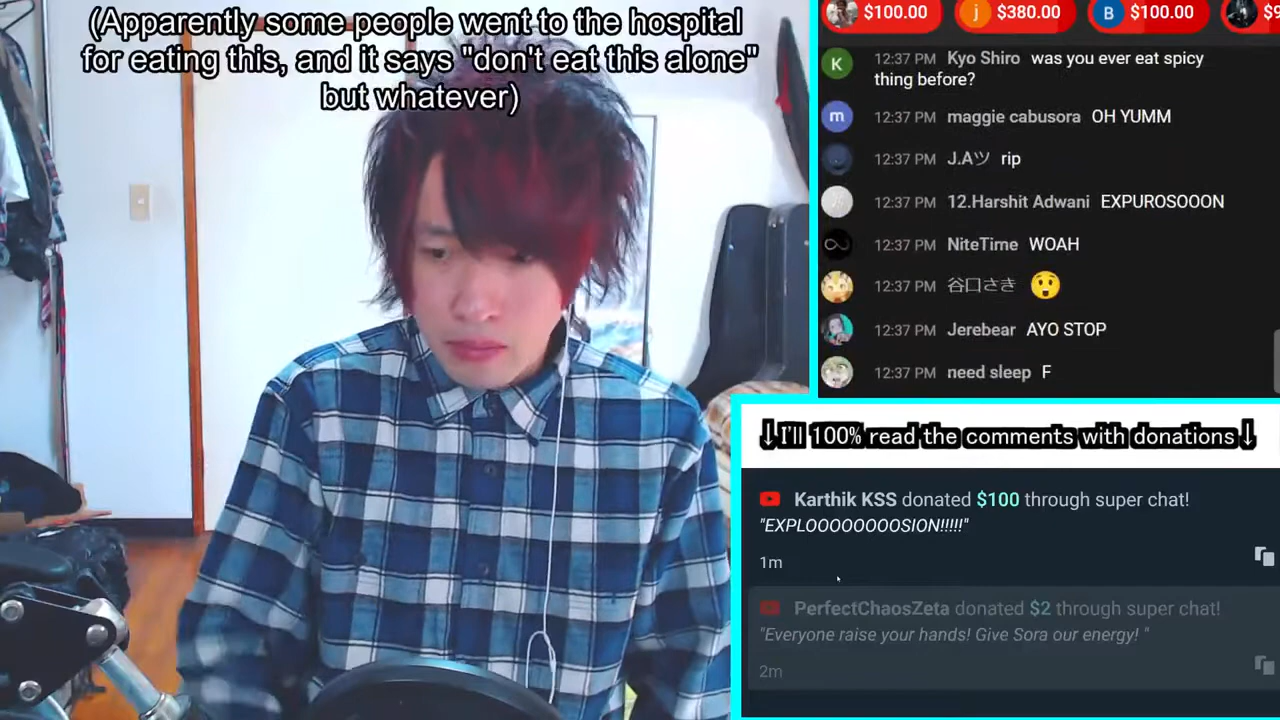 (Apparently some people went to the hospital
for eating this, and it says "don't eat this alone"
but whatever)
$100.00
j $380.00
B $100.00
K 12:37 PM Kyo Shiro was you ever eat spicy
thing before?
m 12:37 PM maggie cabusora OH YUMM
12:37 PM J.Aツ rip
12:37 PM 12.Harshit Adwani EXPUROSOOON
12:37 PM NiteTime WOAH
12:37 PM 谷口さき 😲
12:37 PM Jerebear AYO STOP
12:37 PM need sleep F
↓I'll 100% read the comments with donations↓
Karthik KSS donated $100 through super chat!
"EXPLOOOOOOOOSION!!!!!"
1m
PerfectChaosZeta donated $2 through super chat!
"Everyone raise your hands! Give Sora our energy! "
2m